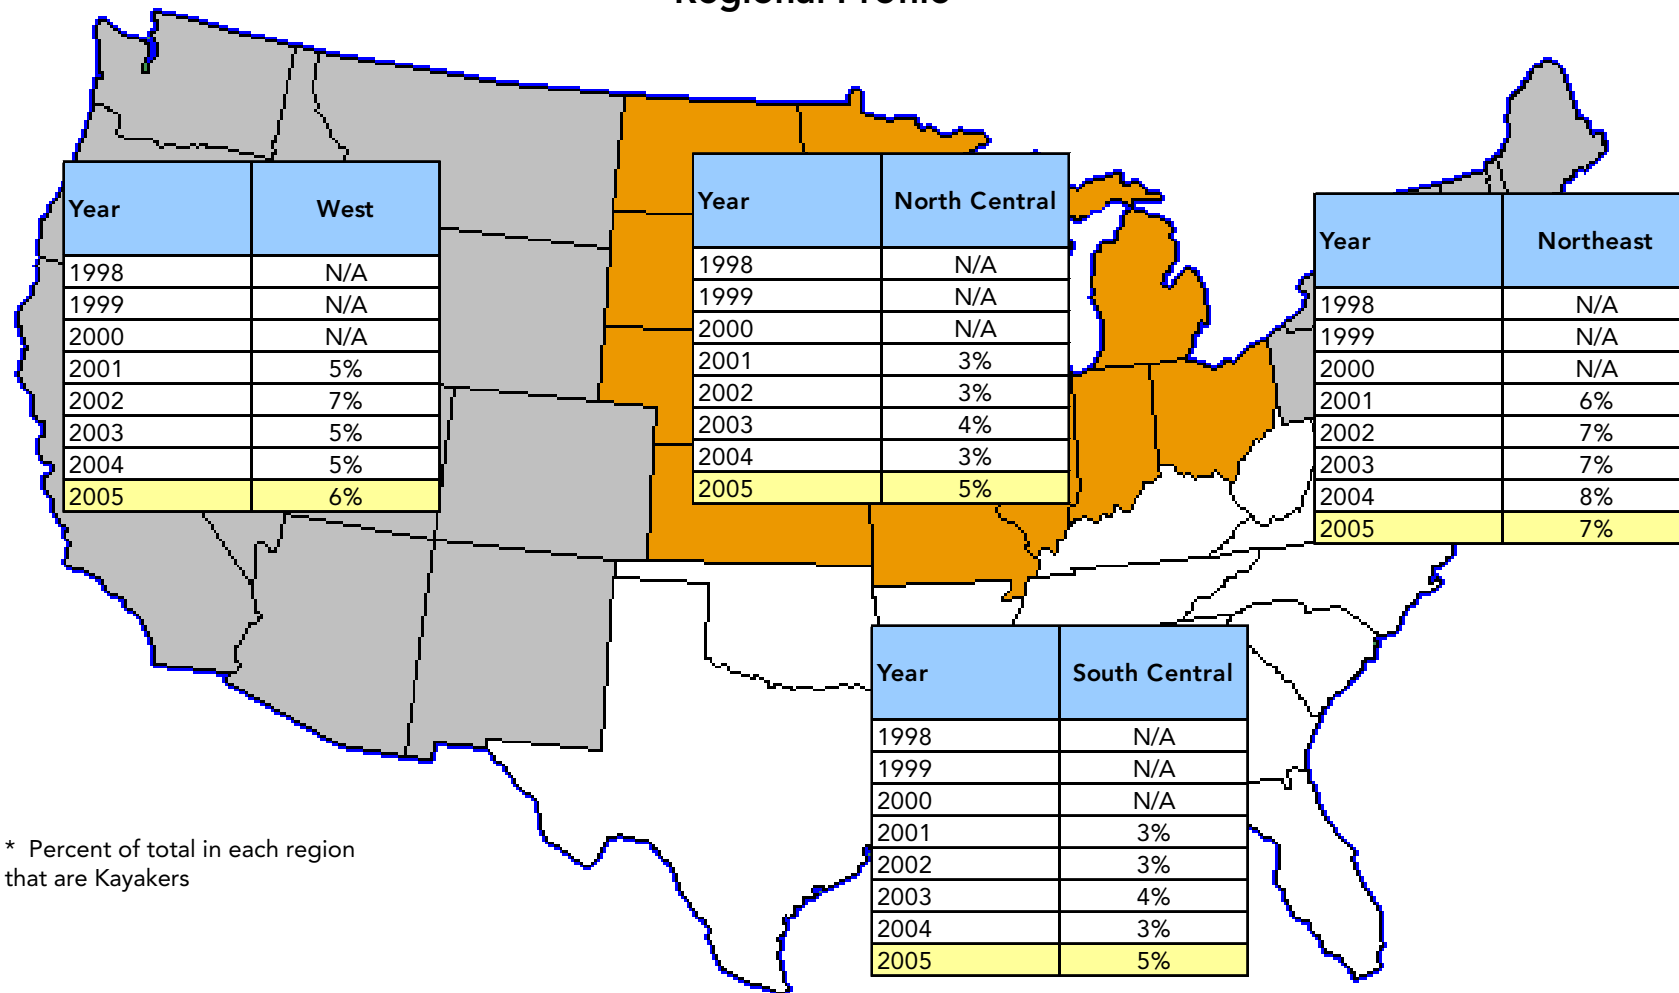 Regional Profile
Year West
1998 N/A
1999 N/A
2000 N/A
2001 5%
2002 7%
2003 5%
2004 5%
2005 6%
Year North Central
1998 N/A
1999 N/A
2000 N/A
2001 3%
2002 3%
2003 4%
2004 3%
2005 5%
Year Northeast
1998 N/A
1999 N/A
2000 N/A
2001 6%
2002 7%
2003 7%
2004 8%
2005 7%
Year South Central
1998 N/A
1999 N/A
2000 N/A
2001 3%
2002 3%
2003 4%
2004 3%
2005 5%
* Percent of total in each region
that are Kayakers